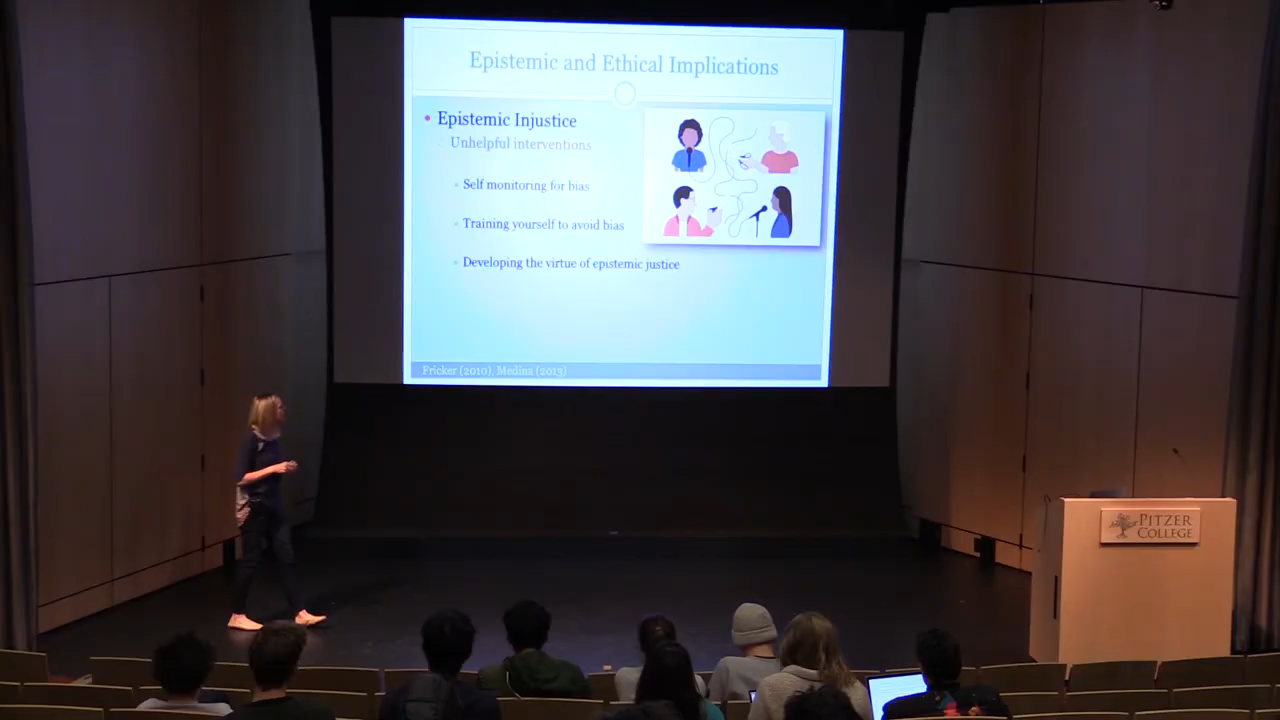 Epistemic and Ethical Implications
Epistemic Injustice
Unhelpful interventions
Self monitoring for bias
Training yourself to avoid bias
Developing the virtue of epistemic justice
Fricker (2010), Medina (2013)
PITZER
COLLEGE